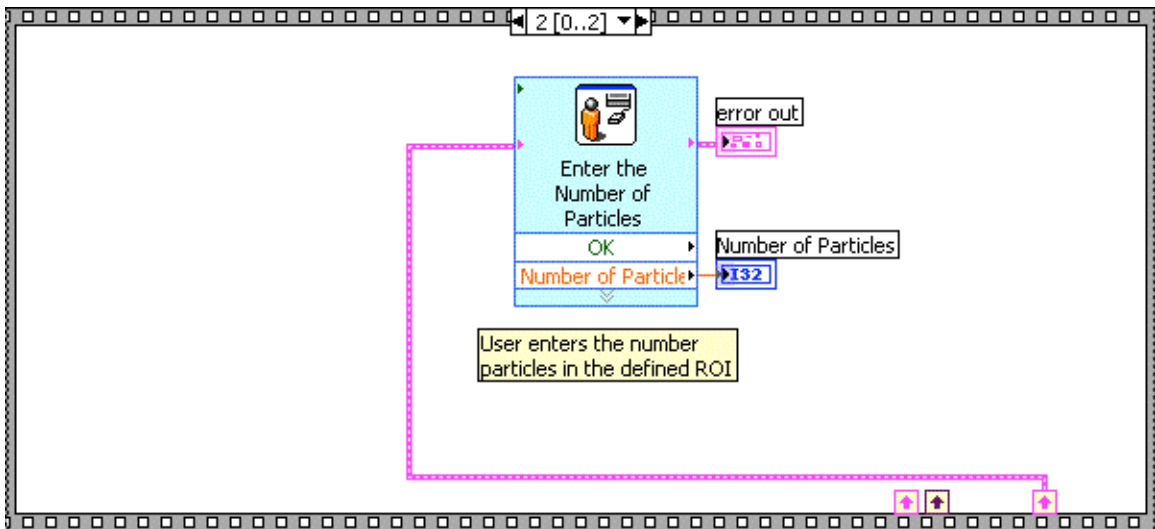 2 [0..2]
error out
Enter the
Number of
Particles
OK
Number of Particles
Number of Particle
I32
User enters the number
particles in the defined ROI